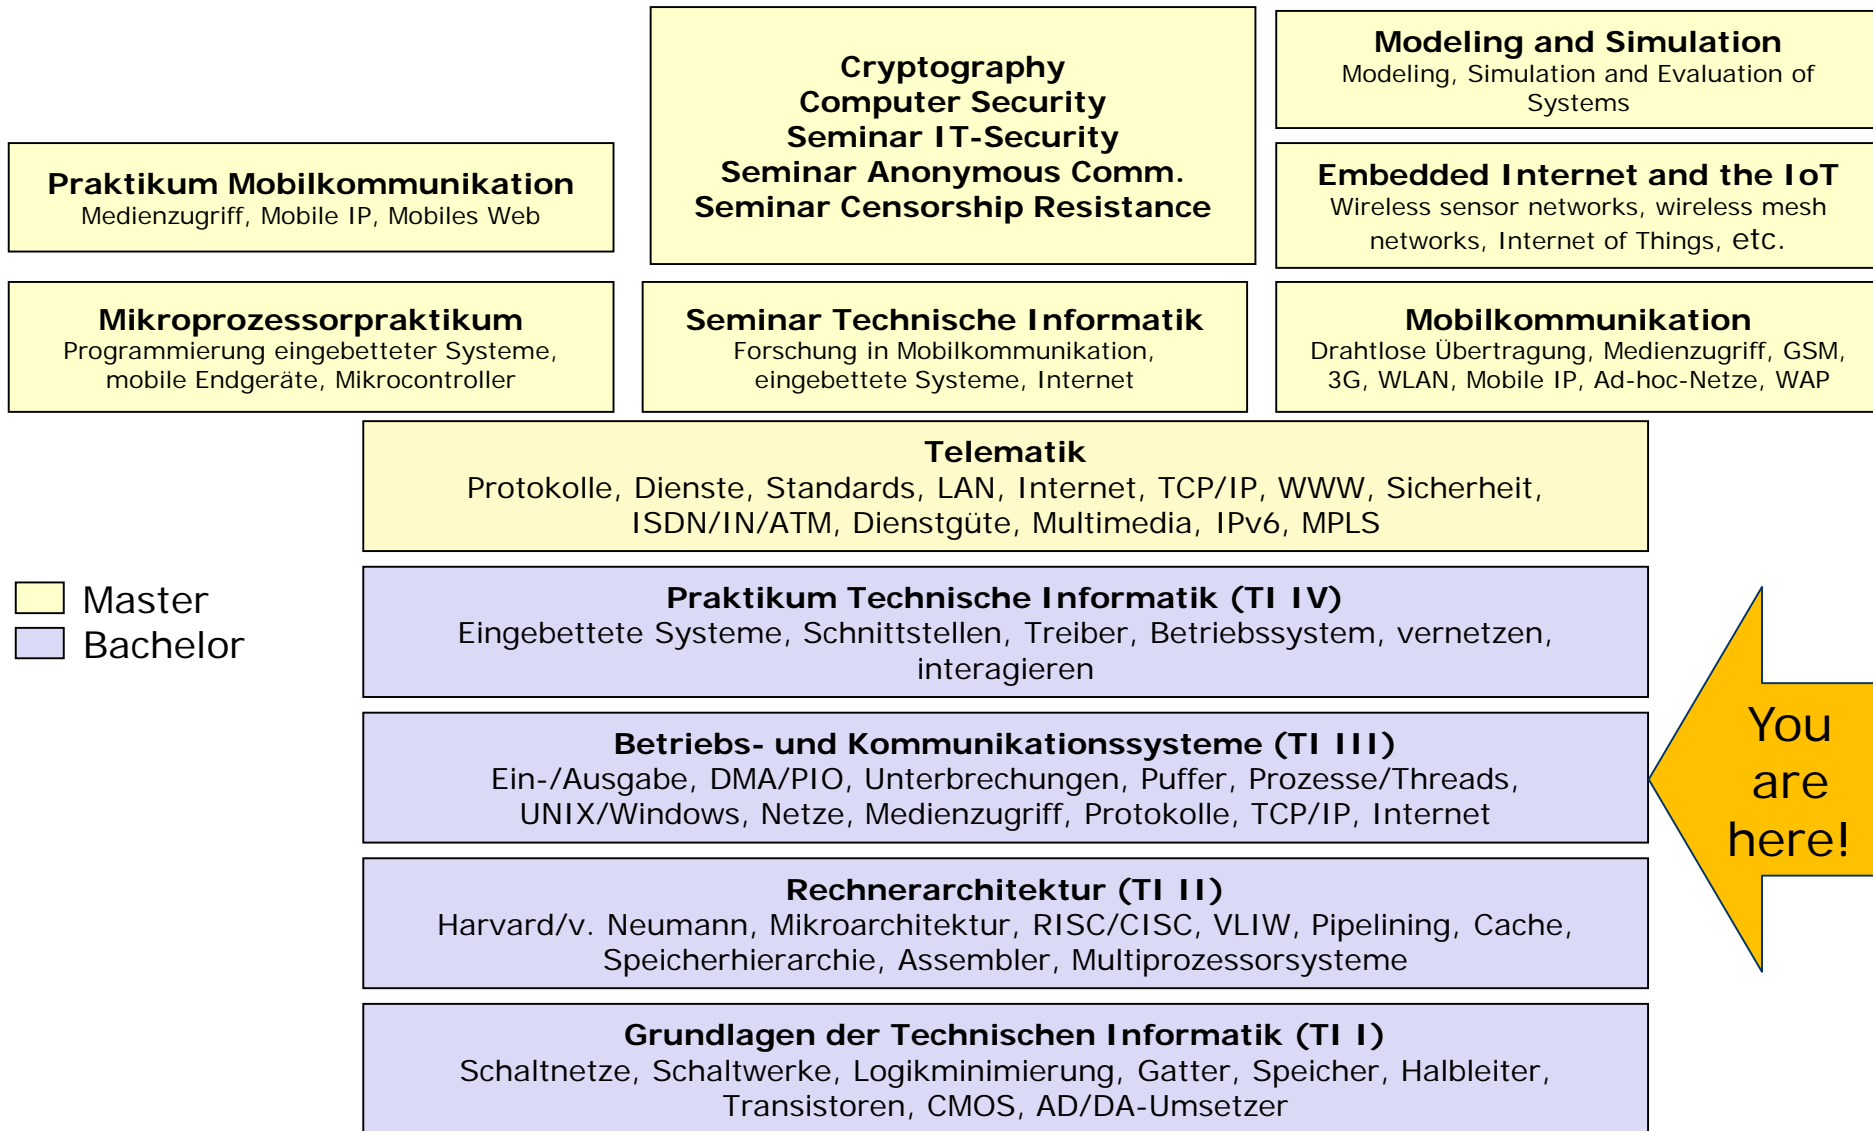 Cryptography
Computer Security
Seminar IT-Security
Seminar Anonymous Comm.
Seminar Censorship Resistance
Modeling and Simulation
Modeling, Simulation and Evaluation of
Systems
Praktikum Mobilkommunikation
Medienzugriff, Mobile IP, Mobiles Web
Embedded Internet and the IoT
Wireless sensor networks, wireless mesh
networks, Internet of Things, etc.
Mikroprozessorpraktikum
Programmierung eingebetteter Systeme,
mobile Endgeräte, Mikrocontroller
Seminar Technische Informatik
Forschung in Mobilkommunikation,
eingebettete Systeme, Internet
Mobilkommunikation
Drahtlose Übertragung, Medienzugriff, GSM,
3G, WLAN, Mobile IP, Ad-hoc-Netze, WAP
Telematik
Protokolle, Dienste, Standards, LAN, Internet, TCP/IP, WWW, Sicherheit,
ISDN/IN/ATM, Dienstgüte, Multimedia, IPv6, MPLS
Master
Bachelor
Praktikum Technische Informatik (TI IV)
Eingebettete Systeme, Schnittstellen, Treiber, Betriebssystem, vernetzen,
interagieren
Betriebs- und Kommunikationssysteme (TI III)
Ein-/Ausgabe, DMA/PIO, Unterbrechungen, Puffer, Prozesse/Threads,
UNIX/Windows, Netze, Medienzugriff, Protokolle, TCP/IP, Internet
You
are
here!
Rechnerarchitektur (TI II)
Harvard/v. Neumann, Mikroarchitektur, RISC/CISC, VLIW, Pipelining, Cache,
Speicherhierarchie, Assembler, Multiprozessorsysteme
Grundlagen der Technischen Informatik (TI I)
Schaltnetze, Schaltwerke, Logikminimierung, Gatter, Speicher, Halbleiter,
Transistoren, CMOS, AD/DA-Umsetzer